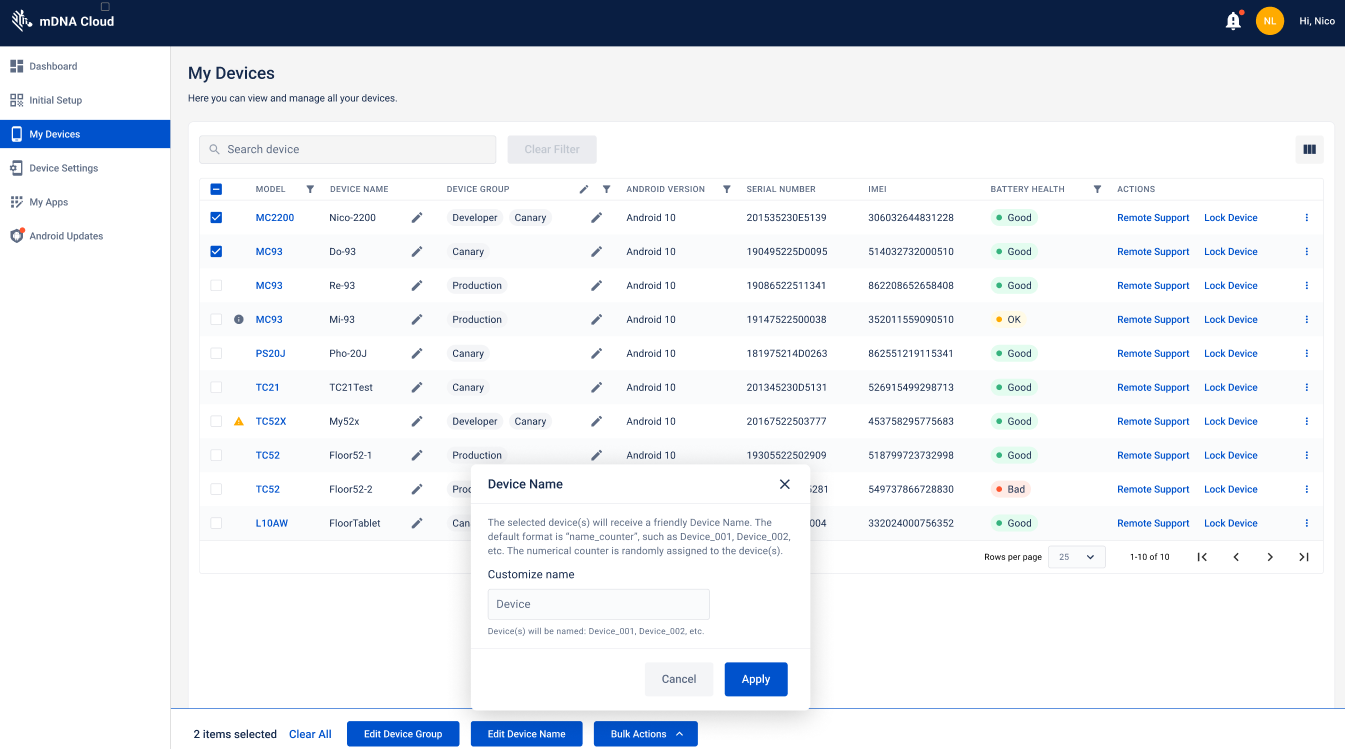 mDNA Cloud
NL
Hi, Nico
Dashboard
Initial Setup
My Devices
Device Settings
My Apps
Android Updates
My Devices
Here you can view and manage all your devices.
Search device
Clear Filter
MODEL DEVICE NAME DEVICE GROUP ANDROID VERSION SERIAL NUMBER IMEI BATTERY HEALTH ACTIONS
MC2200 Nico-2200 Developer Canary Android 10 201535230E5139 306032644831228 Good Remote Support Lock Device
MC93 Do-93 Canary Android 10 190495225D0095 514032732000510 Good Remote Support Lock Device
MC93 Re-93 Production Android 10 19086522511341 862208652658408 Good Remote Support Lock Device
MC93 Mi-93 Production Android 10 19147522500038 352011559090510 OK Remote Support Lock Device
PS20J Pho-20J Canary Android 10 181975214D0263 862551219115341 Good Remote Support Lock Device
TC21 TC21Test Canary Android 10 201345230D5131 526915499298713 Good Remote Support Lock Device
TC52X My52x Developer Canary Android 10 20167522503777 453758295775683 Good Remote Support Lock Device
TC52 Floor52-1 Production Android 10 19305522502909 518799723732998 Good Remote Support Lock Device
TC52 Floor52-2 Proc 5281 549737866728830 Bad Remote Support Lock Device
L10AW FloorTablet Can 004 332024000756352 Good Remote Support Lock Device
Rows per page 25 1-10 of 10
Device Name
The selected device(s) will receive a friendly Device Name. The
default format is “name_counter”, such as Device_001, Device_002,
etc. The numerical counter is randomly assigned to the device(s).
Customize name
Device
Device(s) will be named: Device_001, Device_002, etc.
Cancel
Apply
2 items selected Clear All Edit Device Group Edit Device Name Bulk Actions